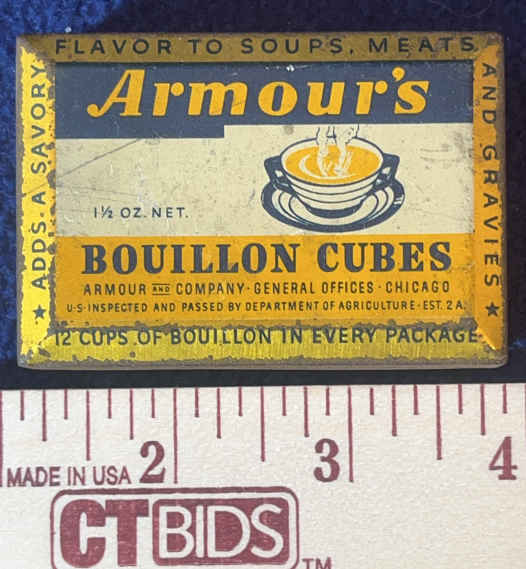 FLAVOR TO SOUPS, MEATS
AND GRAVIES
ADDS A SAVORY
Armour's
1½ OZ. NET.
BOUILLON CUBES
ARMOUR AND COMPANY · GENERAL OFFICES · CHICAGO
U·S·INSPECTED AND PASSED BY DEPARTMENT OF AGRICULTURE·EST. 2 A.
12 CUPS OF BOUILLON IN EVERY PACKAGE
2 3 4
MADE IN USA
CTBIDS
TM